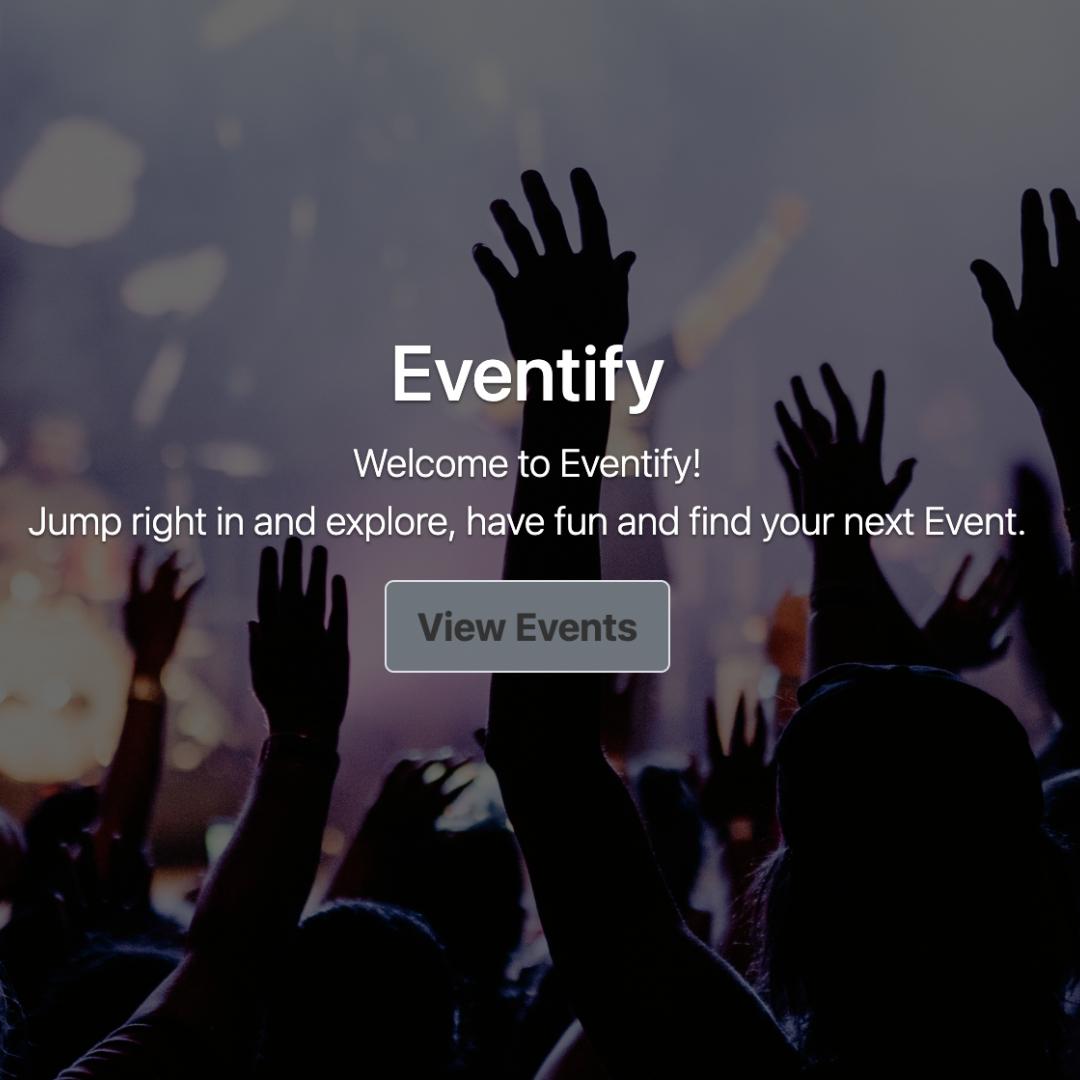 Eventify
Welcome to Eventify!
Jump right in and explore, have fun and find your next Event.
View Events